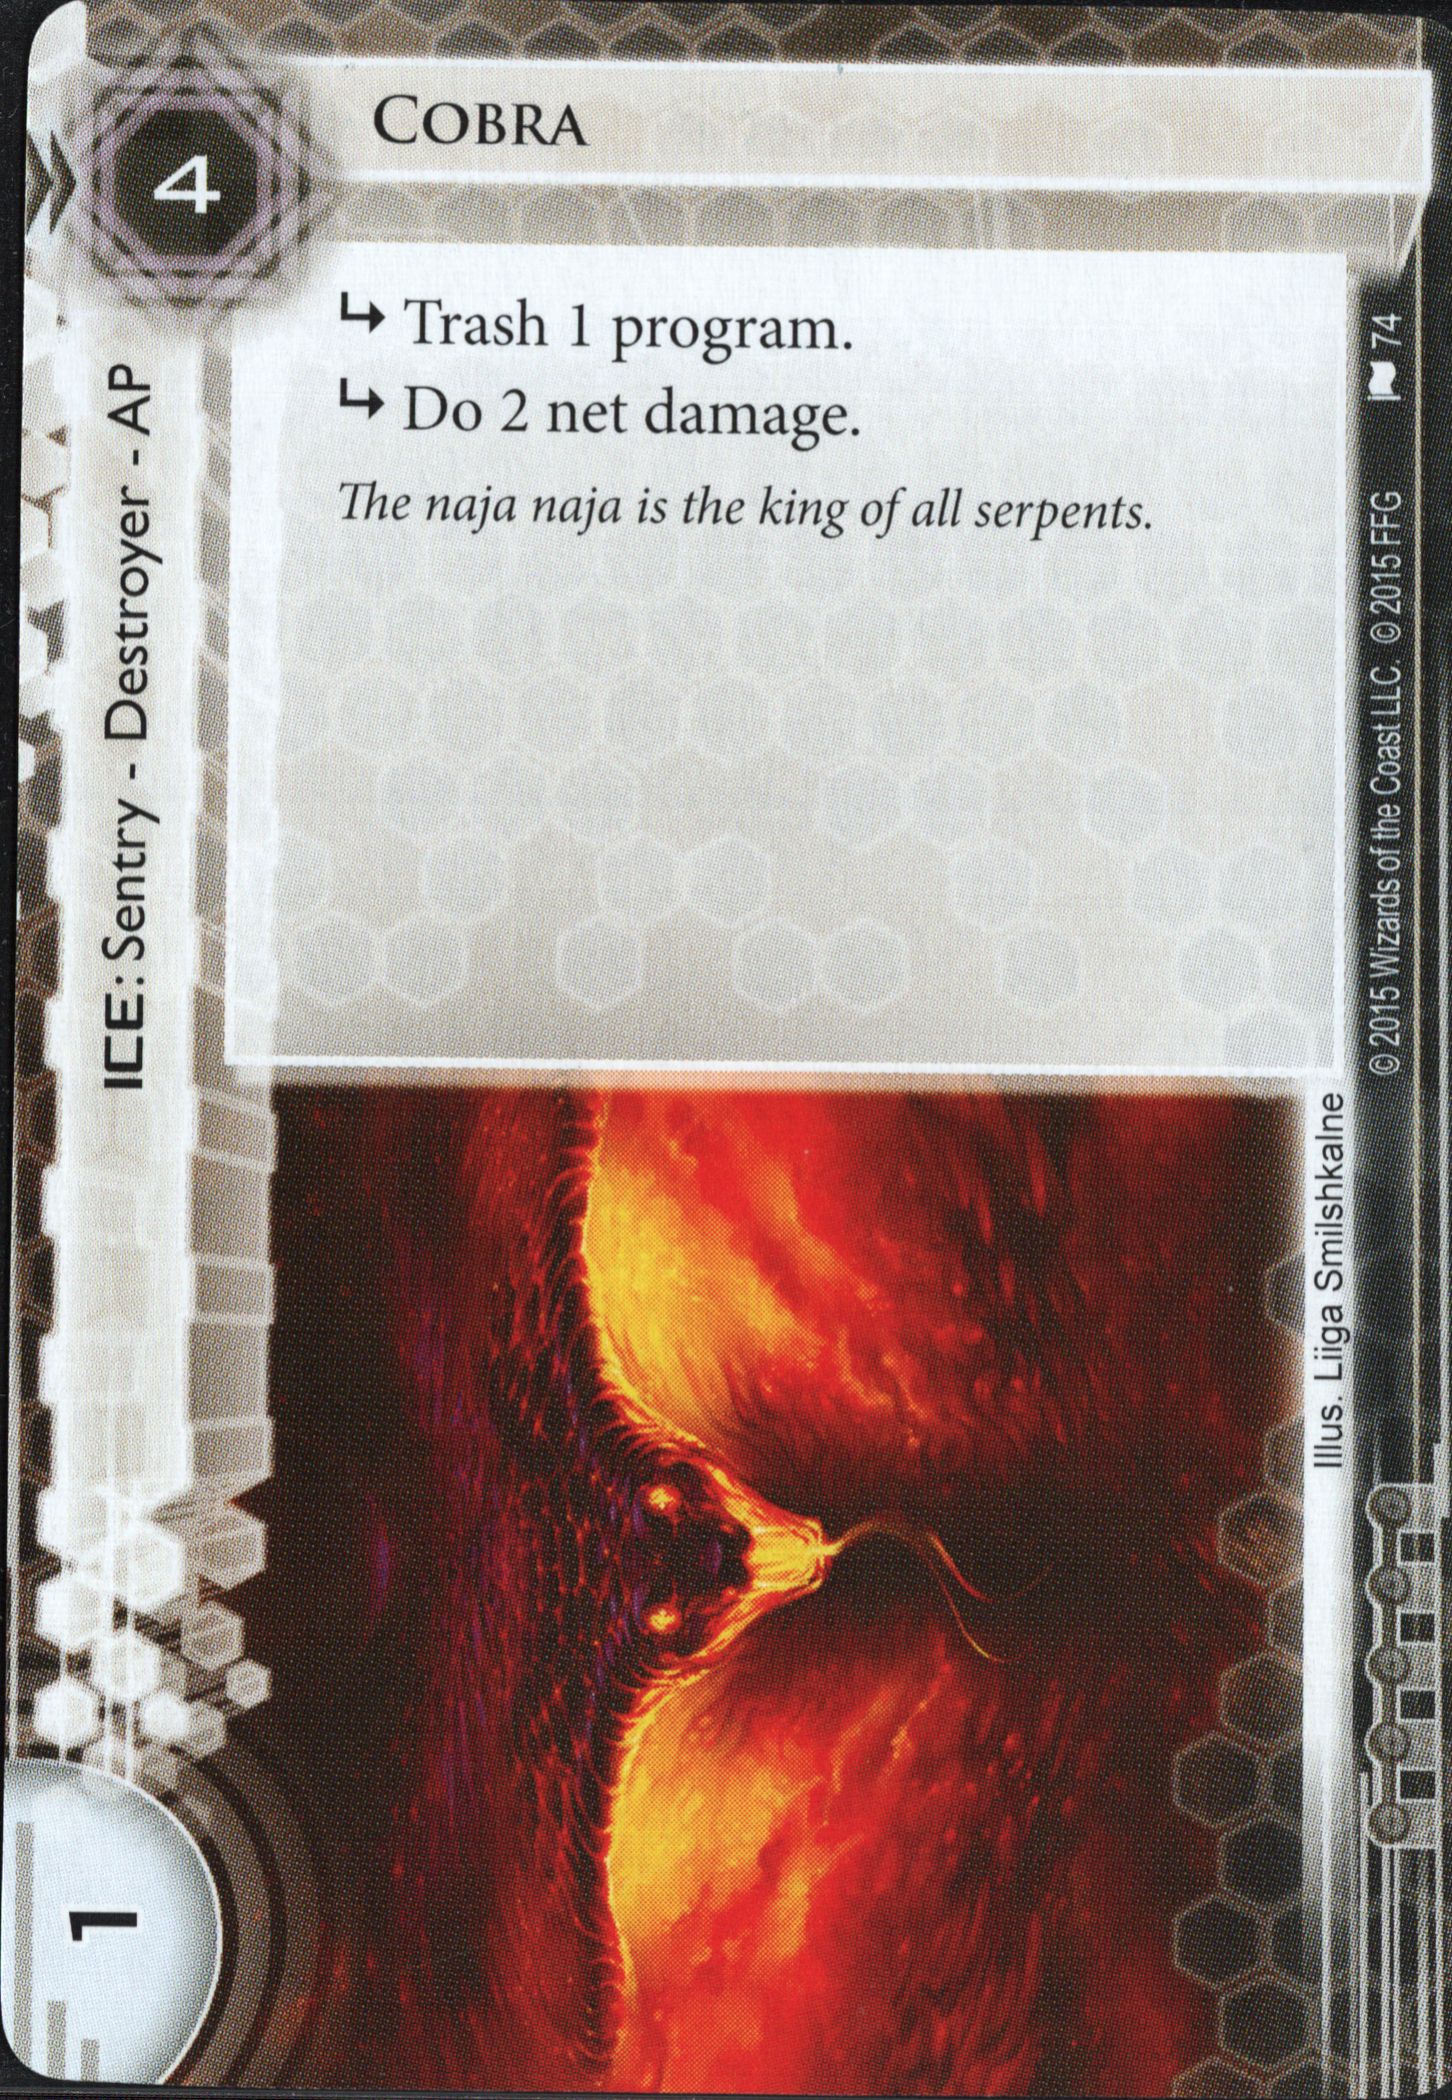 4
COBRA
↳ Trash 1 program.
↳ Do 2 net damage.
The naja naja is the king of all serpents.
ICE: Sentry - Destroyer - AP
1
Illus. Liiga Smilshkalne
© 2015 Wizards of the Coast LLC. © 2015 FFG 74